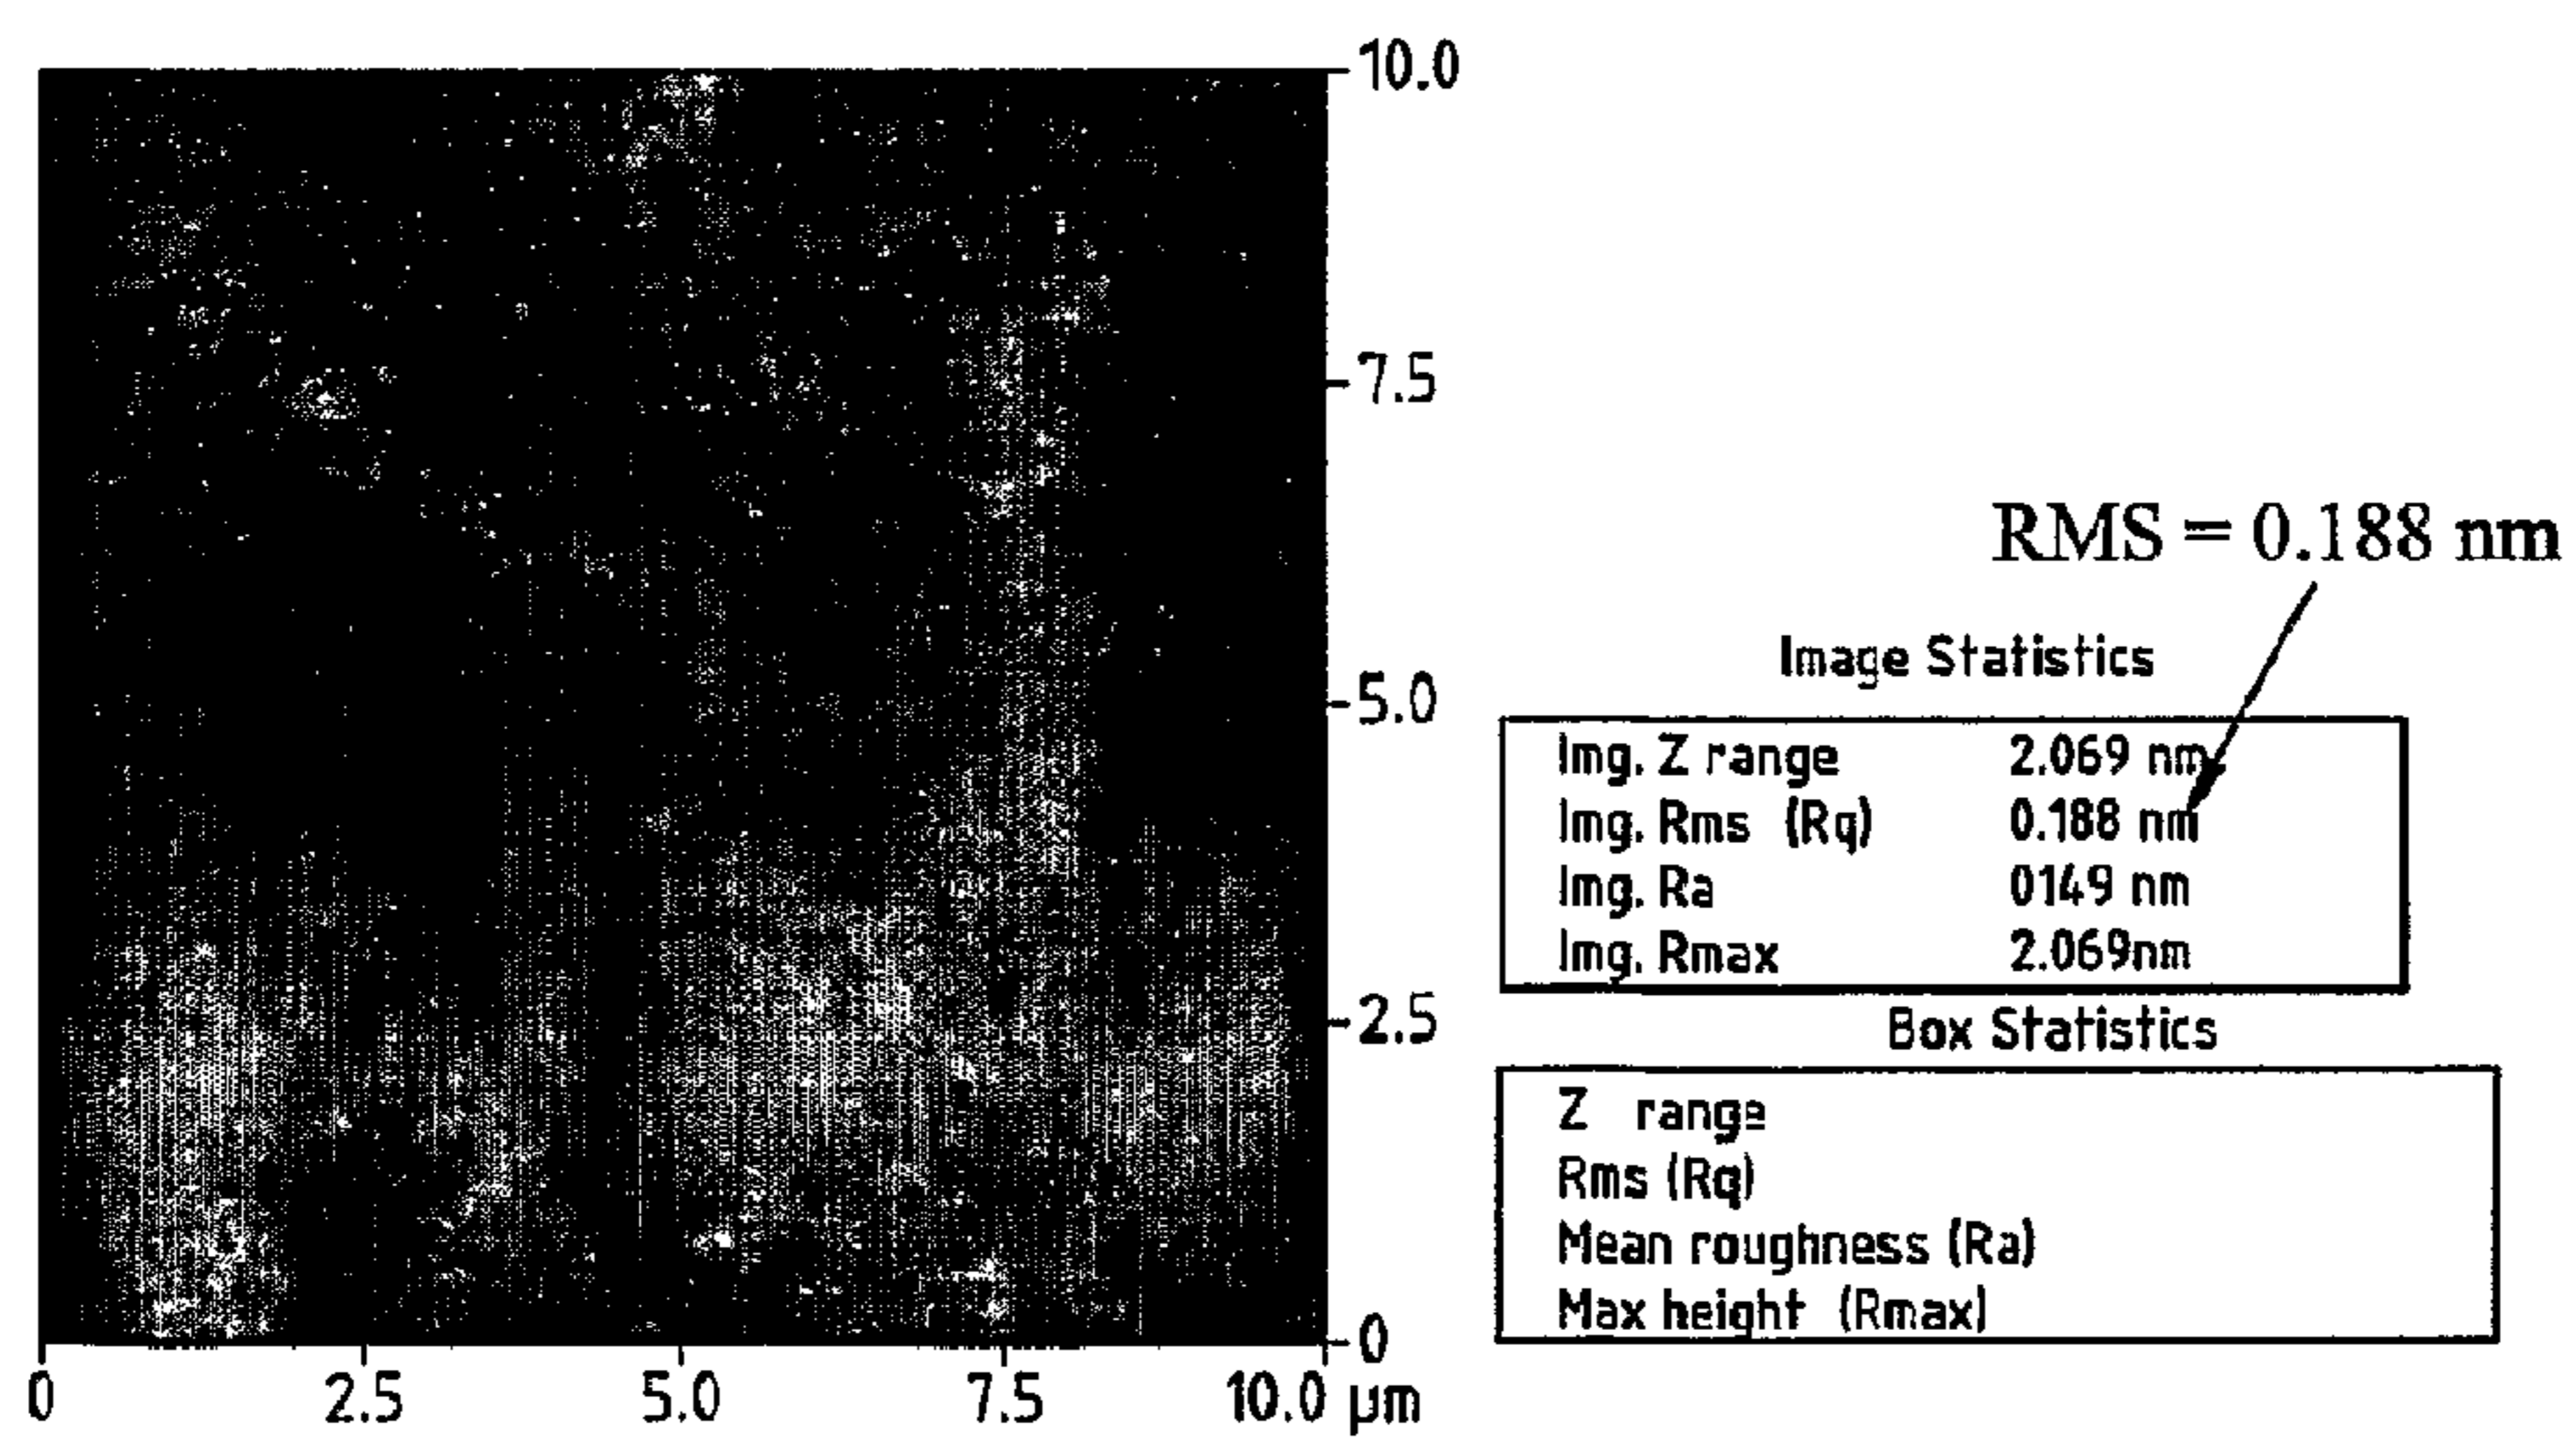 10.0
7.5
5.0
2.5
0
0 2.5 5.0 7.5 10.0 µm
RMS = 0.188 nm
Image Statistics
Img. Z range 2.069 nm
Img. Rms (Rq) 0.188 nm
Img. Ra 0149 nm
Img. Rmax 2.069nm
Box Statistics
Z range
Rms (Rq)
Mean roughness (Ra)
Max height (Rmax)